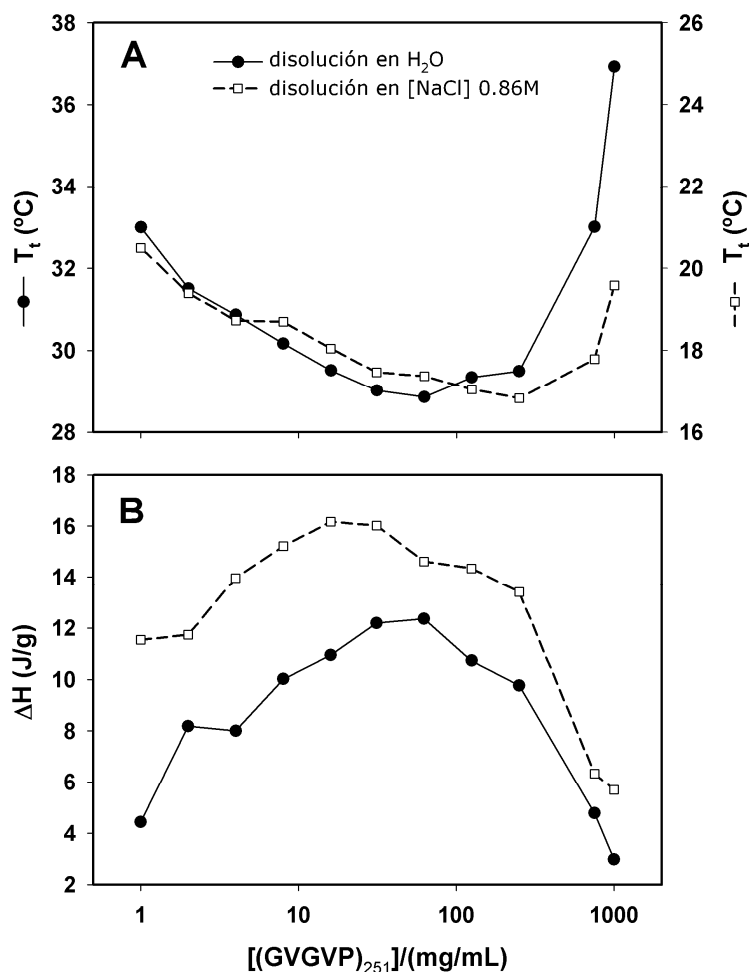 A
disolución en H₂O
disolución en [NaCl] 0.86M
38
36
34
32
30
28
Tₜ (ºC)
26
24
22
20
18
16
Tₜ (ºC)
B
18
16
14
12
10
8
6
4
2
ΔH (J/g)
1 10 100 1000
[(GVGVP)₂₅₁]/(mg/mL)